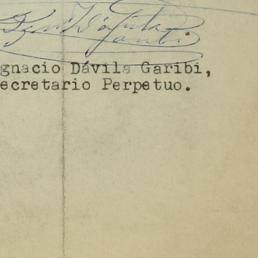 gnacio Dávila Garibi,
ecretario Perpetuo.